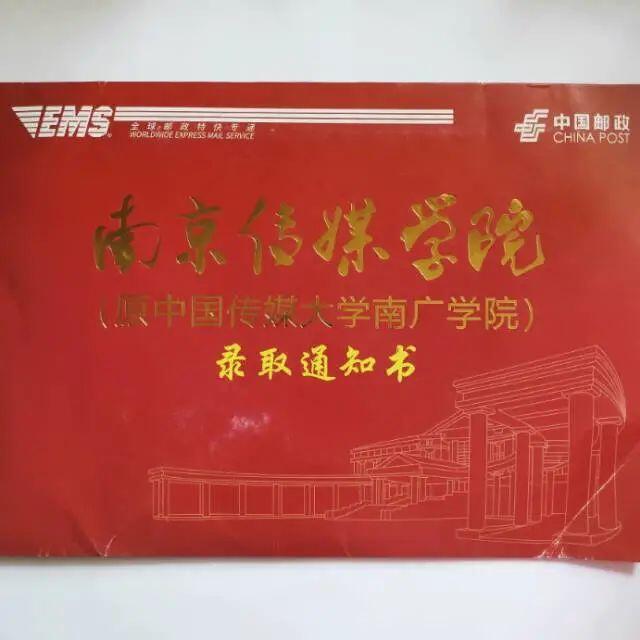 EMS
全球邮政特快专递
WORLDWIDE EXPRESS MAIL SERVICE
中国邮政
CHINA POST
南京传媒学院
(原中国传媒大学南广学院)
录取通知书